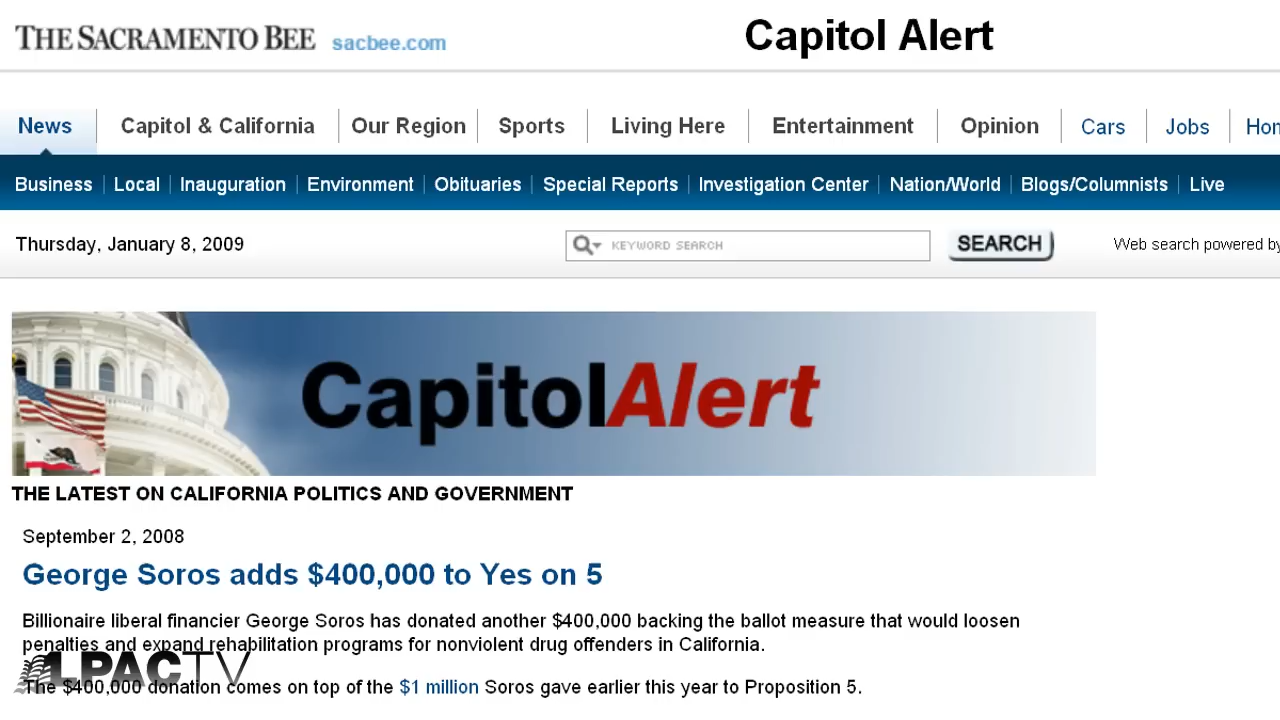 THE SACRAMENTO BEE sacbee.com Capitol Alert
News Capitol & California Our Region Sports Living Here Entertainment Opinion Cars Jobs Hom
Business Local Inauguration Environment Obituaries Special Reports Investigation Center Nation/World Blogs/Columnists Live
Thursday, January 8, 2009 KEYWORD SEARCH SEARCH Web search powered by
CapitolAlert
THE LATEST ON CALIFORNIA POLITICS AND GOVERNMENT
September 2, 2008
George Soros adds $400,000 to Yes on 5
Billionaire liberal financier George Soros has donated another $400,000 backing the ballot measure that would loosen
penalties and expand rehabilitation programs for nonviolent drug offenders in California.
LPACTV
The $400,000 donation comes on top of the $1 million Soros gave earlier this year to Proposition 5.